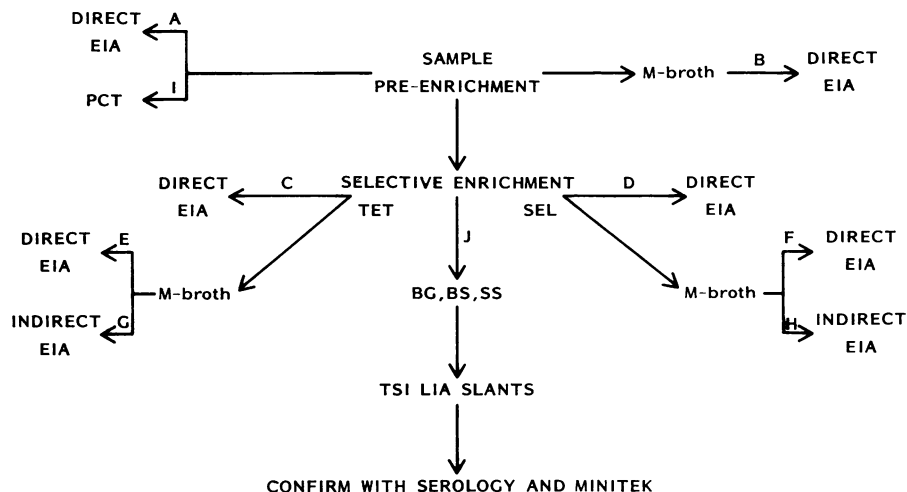 DIRECT
EIA
A
I
PCT
SAMPLE
PRE-ENRICHMENT
M-broth
B
DIRECT
EIA
DIRECT
EIA
C
SELECTIVE ENRICHMENT
TET
SEL
D
DIRECT
EIA
J
DIRECT
EIA
E
M-broth
INDIRECT
EIA
G
BG,BS,SS
M-broth
F
DIRECT
EIA
H
INDIRECT
EIA
TSI LIA SLANTS
CONFIRM WITH SEROLOGY AND MINITEK